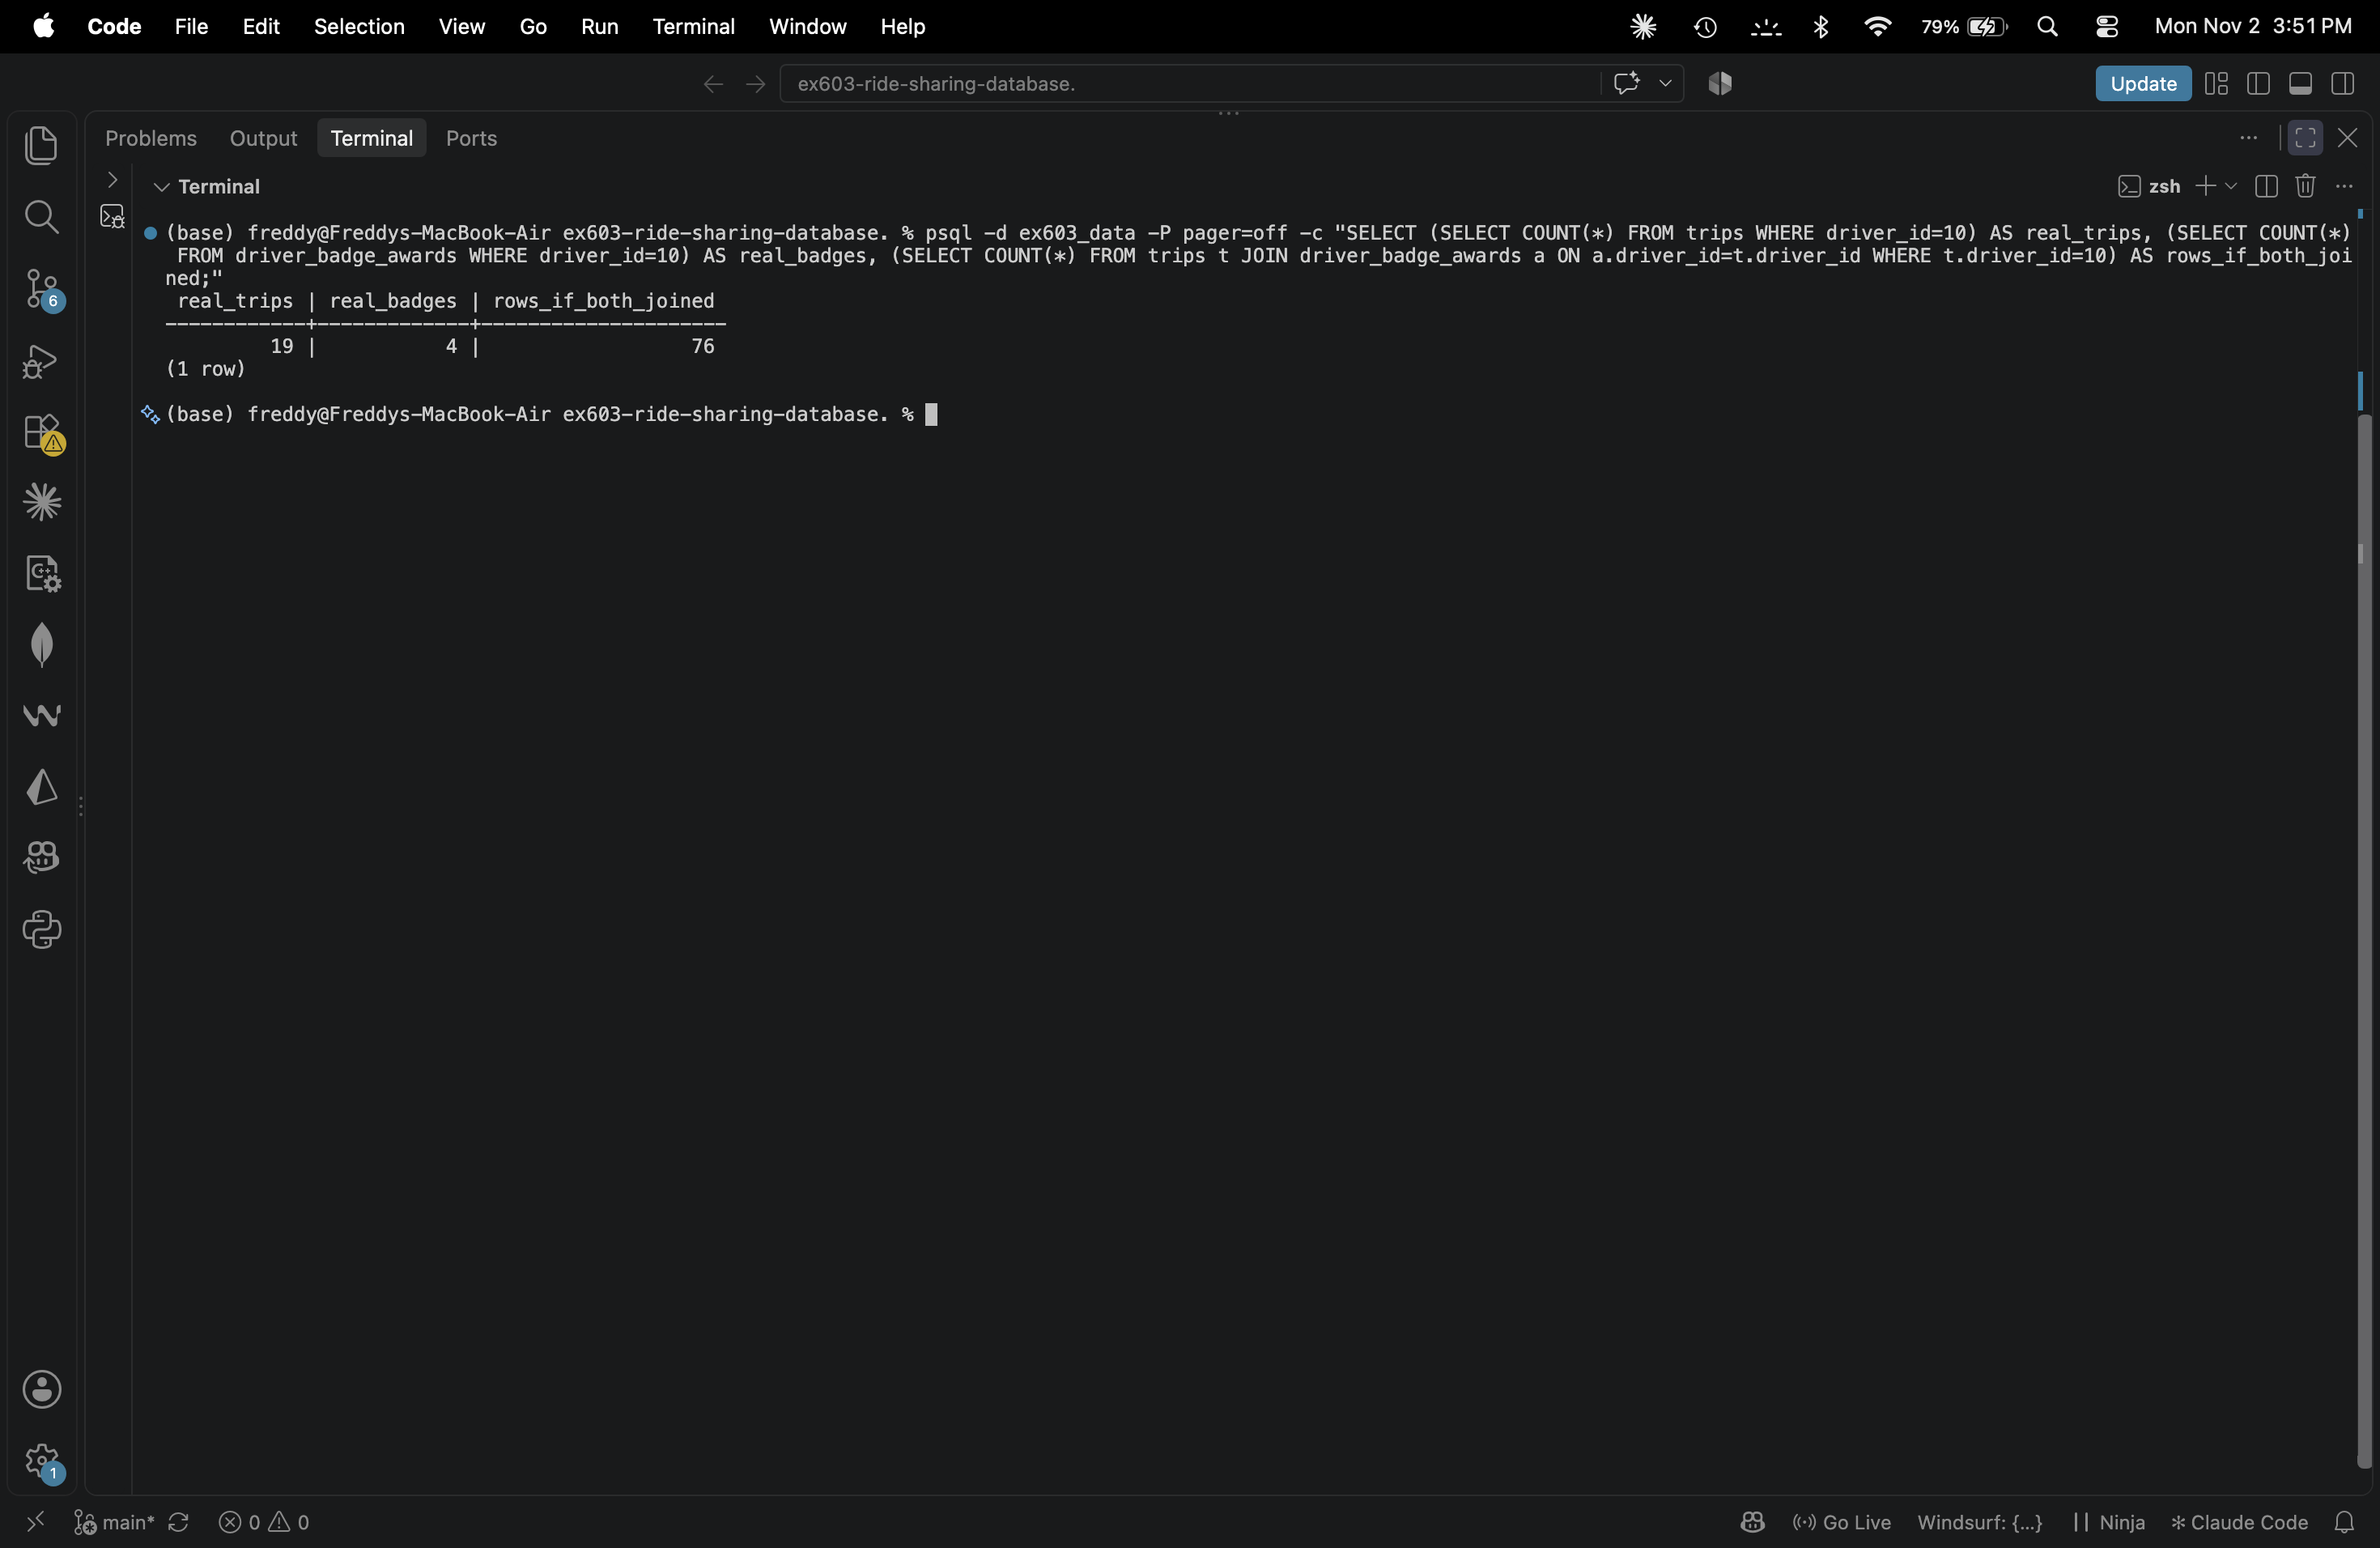 Code File Edit Selection View Go Run Terminal Window Help 79% Mon Nov 2 3:51 PM
ex603-ride-sharing-database. Update
Problems Output Terminal Ports
Terminal zsh
(base) freddy@Freddys-MacBook-Air ex603-ride-sharing-database. % psql -d ex603_data -P pager=off -c "SELECT (SELECT COUNT(*) FROM trips WHERE driver_id=10) AS real_trips, (SELECT COUNT(*)
FROM driver_badge_awards WHERE driver_id=10) AS real_badges, (SELECT COUNT(*) FROM trips t JOIN driver_badge_awards a ON a.driver_id=t.driver_id WHERE t.driver_id=10) AS rows_if_both_joi
ned;"
real_trips | real_badges | rows_if_both_joined
------------+-------------+---------------------
19 | 4 | 76
(1 row)
(base) freddy@Freddys-MacBook-Air ex603-ride-sharing-database. %
6
C++
1
main* 0 0 Go Live Windsurf: {...} Ninja Claude Code